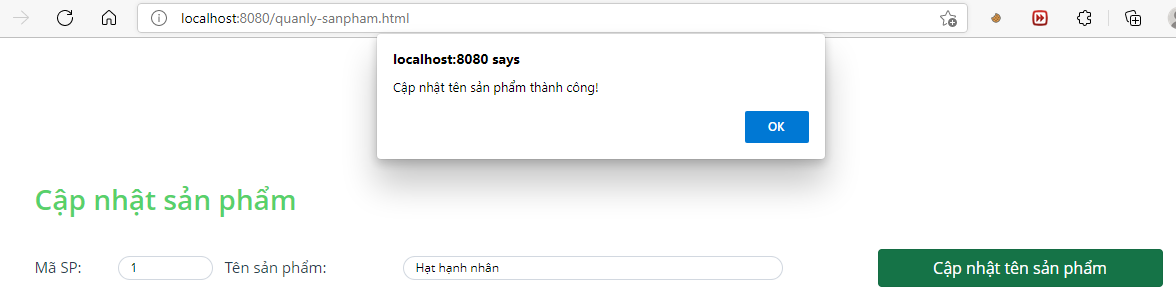 localhost:8080/quanly-sanpham.html
localhost:8080 says
Cập nhật tên sản phẩm thành công!
OK
Cập nhật sản phẩm
Mã SP: 1 Tên sản phẩm: Hạt hạnh nhân Cập nhật tên sản phẩm